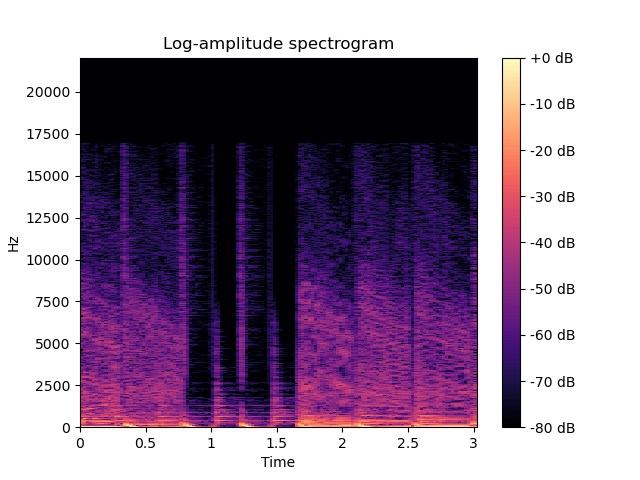 Log-amplitude spectrogram
Hz
20000
17500
15000
12500
10000
7500
5000
2500
0
0 0.5 1 1.5 2 2.5 3
Time
+0 dB
-10 dB
-20 dB
-30 dB
-40 dB
-50 dB
-60 dB
-70 dB
-80 dB